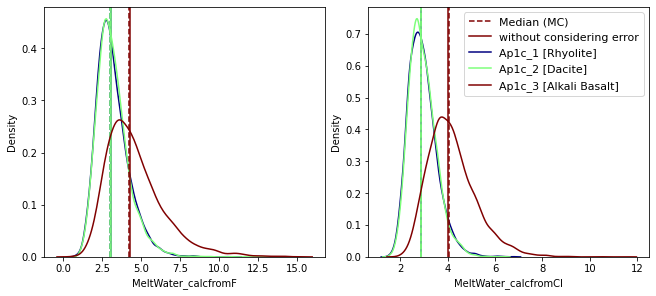 0.4
0.3
0.2
0.1
0.0
Density
0.0 2.5 5.0 7.5 10.0 12.5 15.0
MeltWater_calcfromF
0.7
0.6
0.5
0.4
0.3
0.2
0.1
0.0
Density
2 4 6 8 10 12
MeltWater_calcfromCl
Median (MC)
without considering error
Ap1c_1 [Rhyolite]
Ap1c_2 [Dacite]
Ap1c_3 [Alkali Basalt]